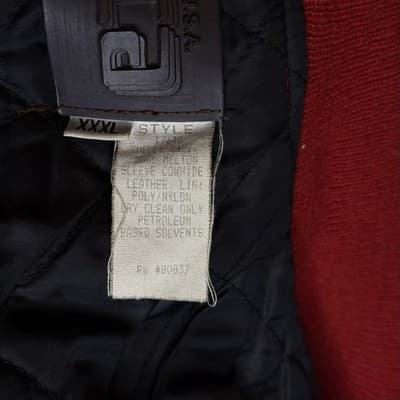 U.S.A.
XXXL
STYLE
MELTON
SLEEVE COWHIDE
LEATHER, LIN:
POLY/NYLON
DRY CLEAN ONLY
PETROLEUM
BASED SOLVENTS
RN #80837